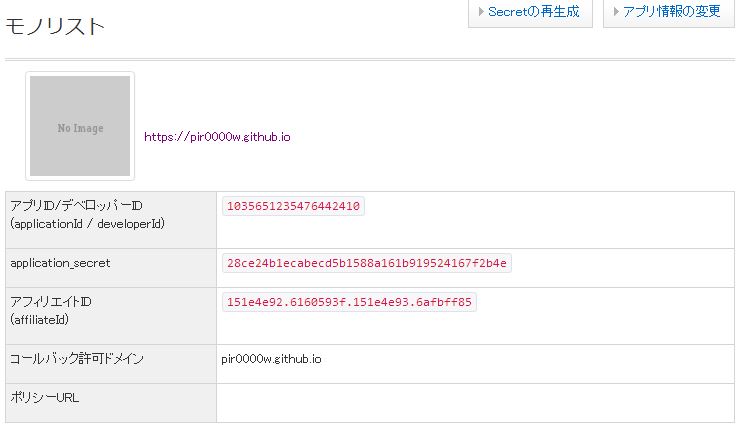 モノリスト
Secretの再生成
アプリ情報の変更
No Image
https://pir0000w.github.io
アプリID/デベロッパーID
(applicationId / developerId)
1035651235476442410
application_secret
28ce24b1ecabecd5b1588a161b919524167f2b4e
アフィリエイトID
(affiliateId)
151e4e92.6160593f.151e4e93.6afbff85
コールバック許可ドメイン
pir0000w.github.io
ポリシーURL